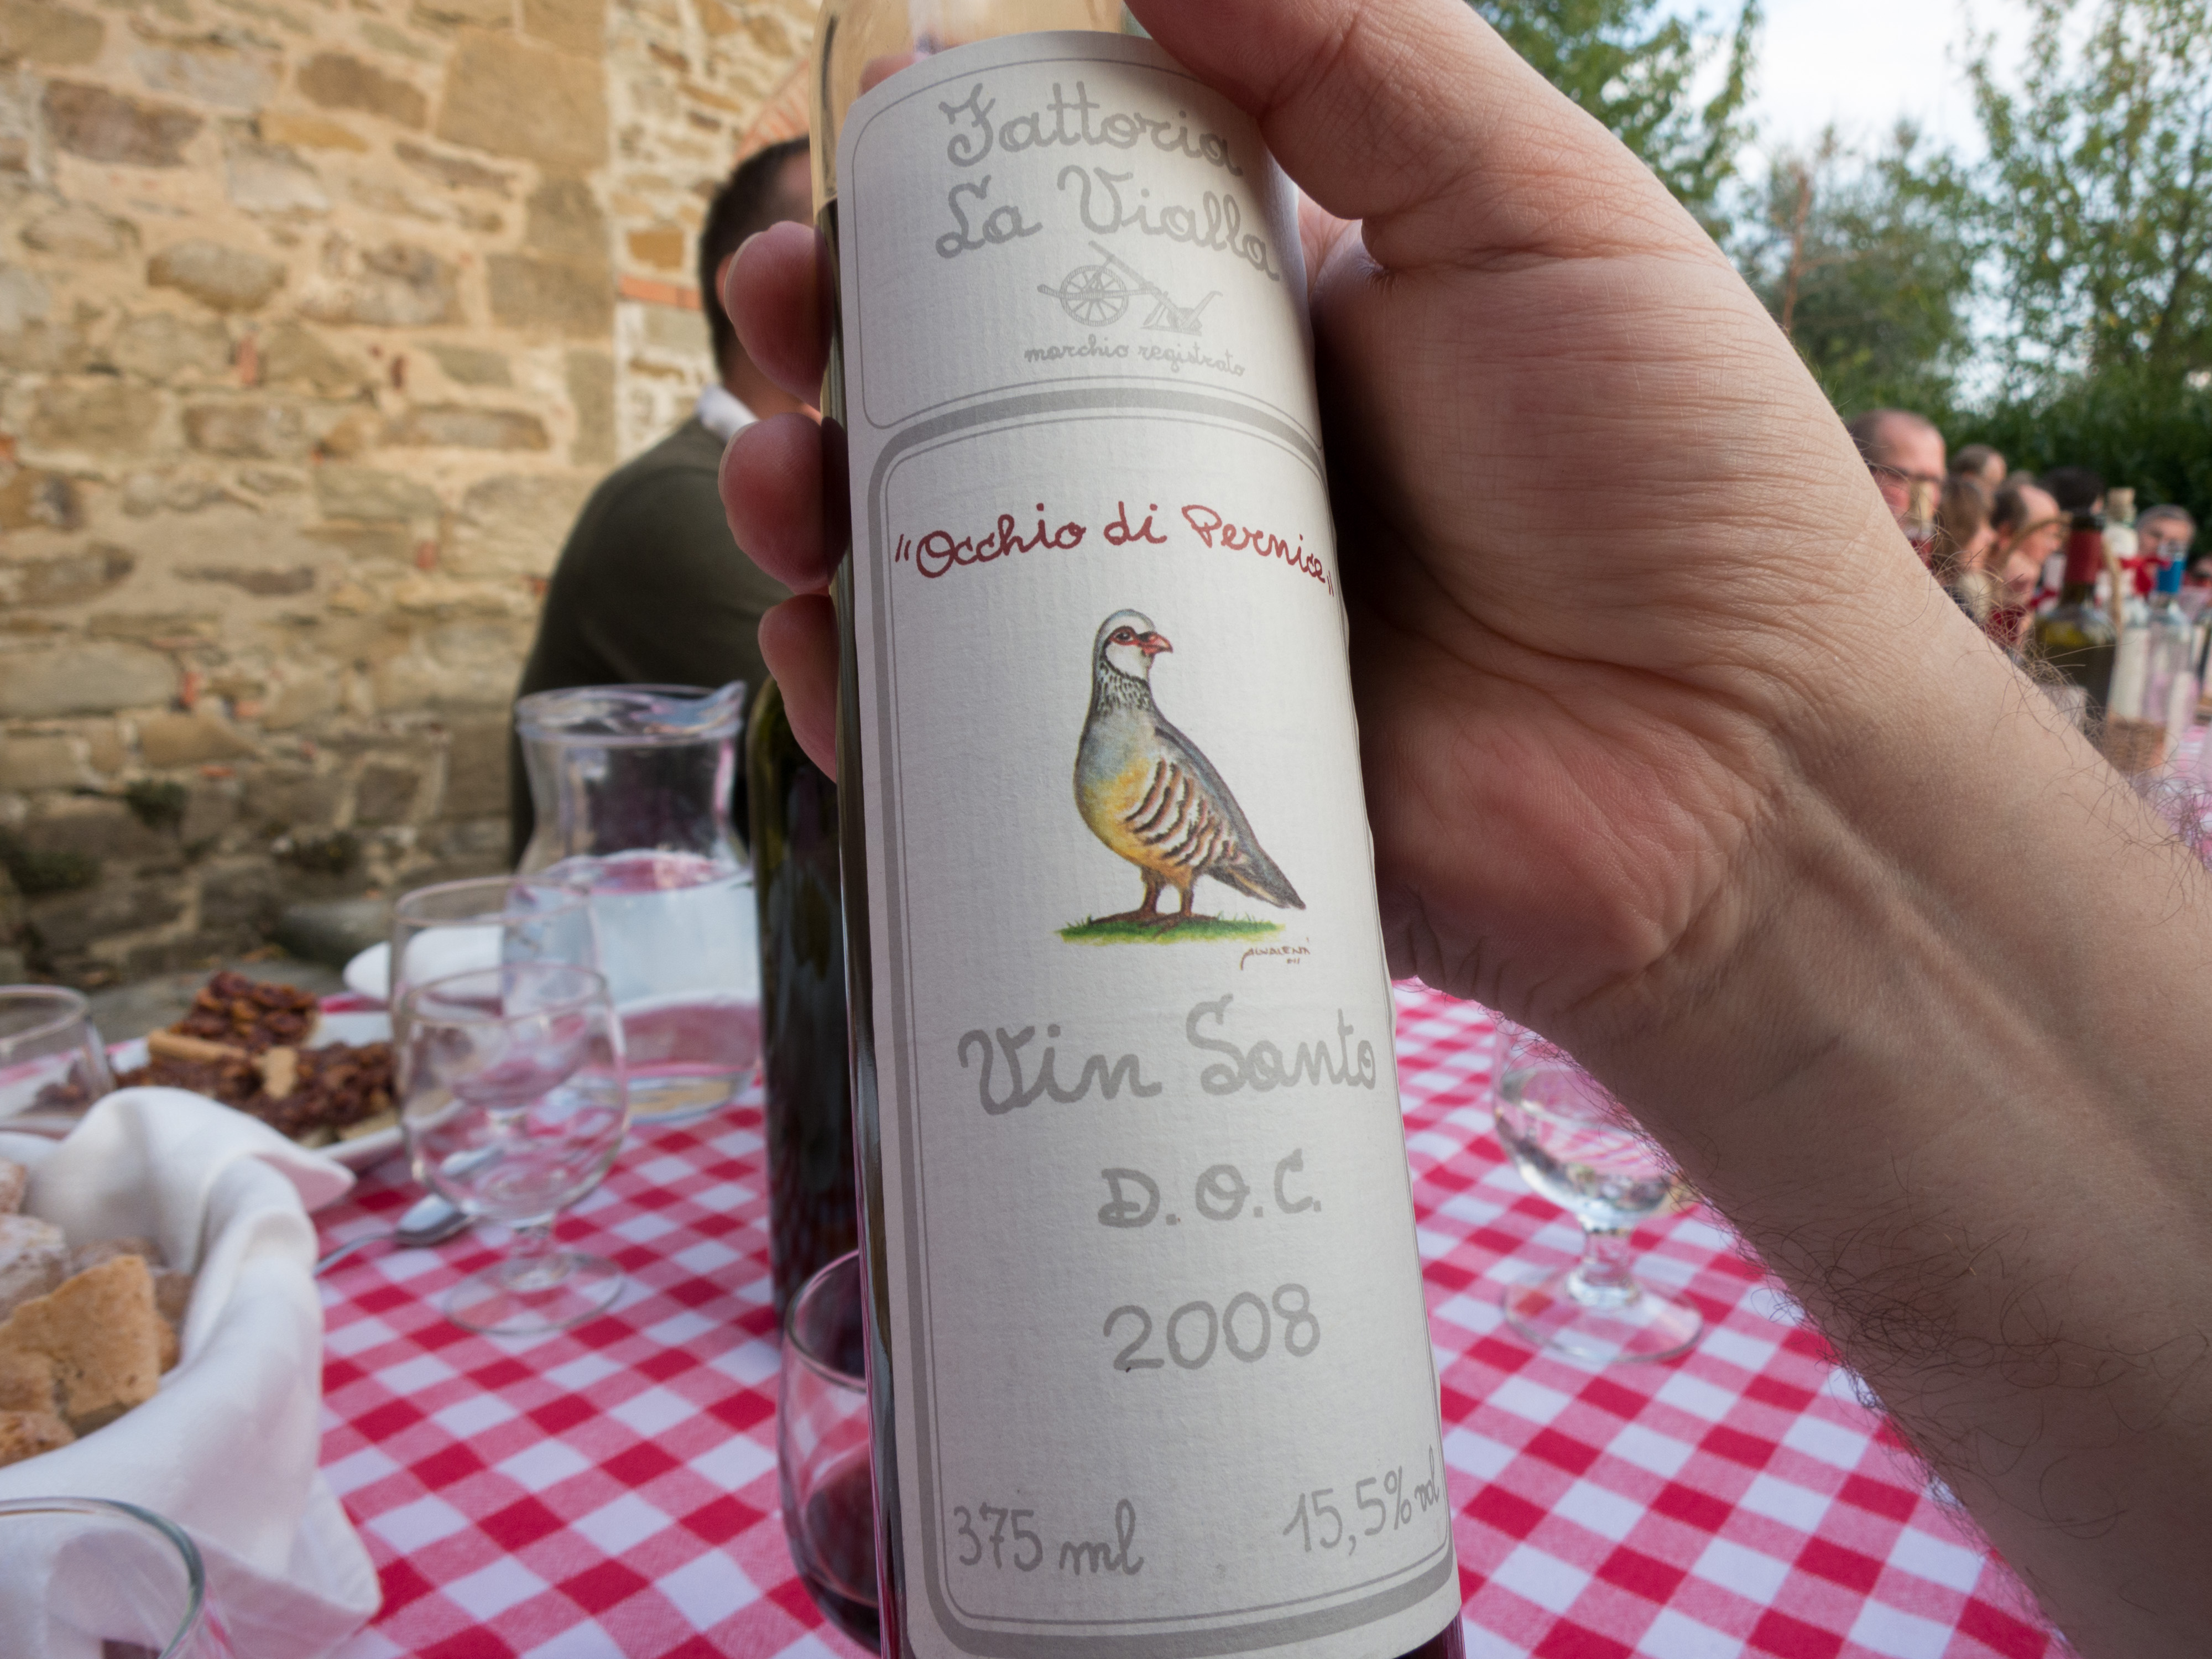 Fattoria
La Vialla
marchio registrato
"Occhio di Pernice"
Vin Santo
D.O.C.
2008
375 ml
15,5% vol